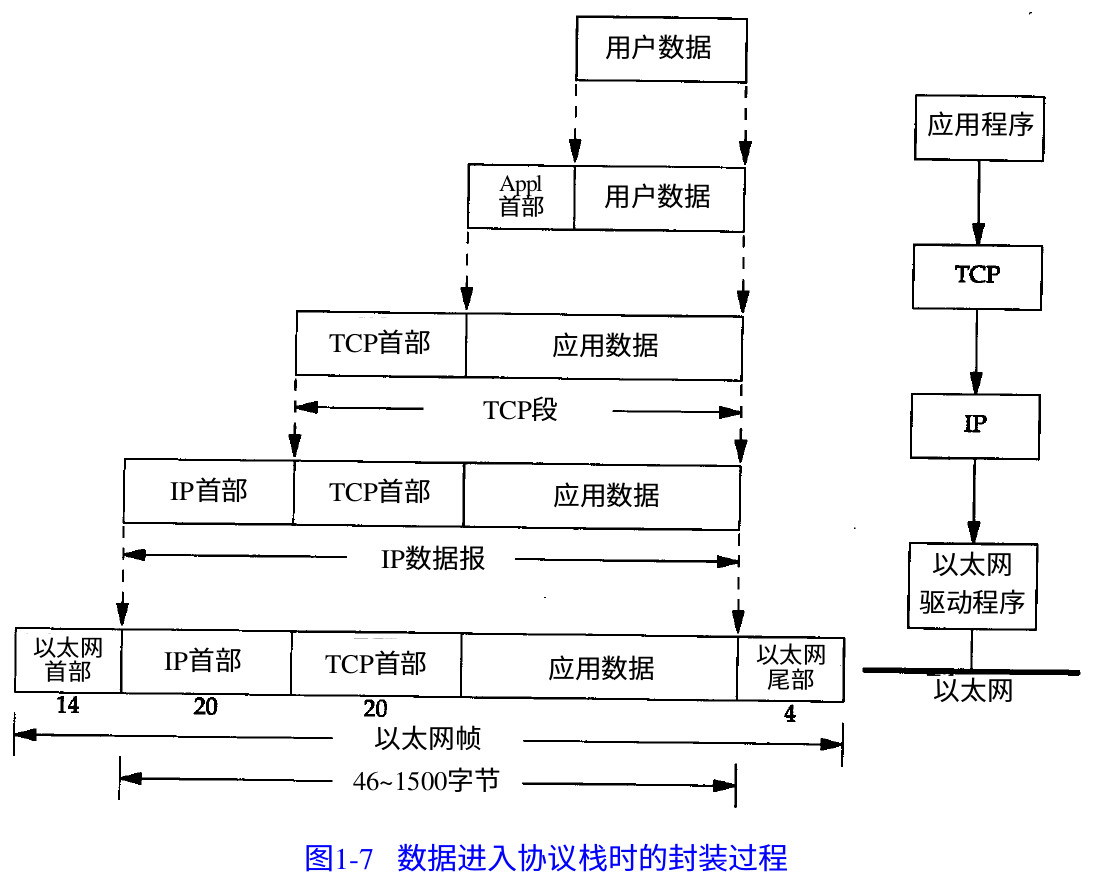 用户数据
应用程序
Appl
首部
用户数据
TCP
TCP首部
应用数据
TCP段
IP
IP首部
TCP首部
应用数据
IP数据报
以太网
驱动程序
以太网
首部
IP首部
TCP首部
应用数据
以太网
尾部
以太网
14
20
20
4
以太网帧
46~1500字节
图1-7 数据进入协议栈时的封装过程